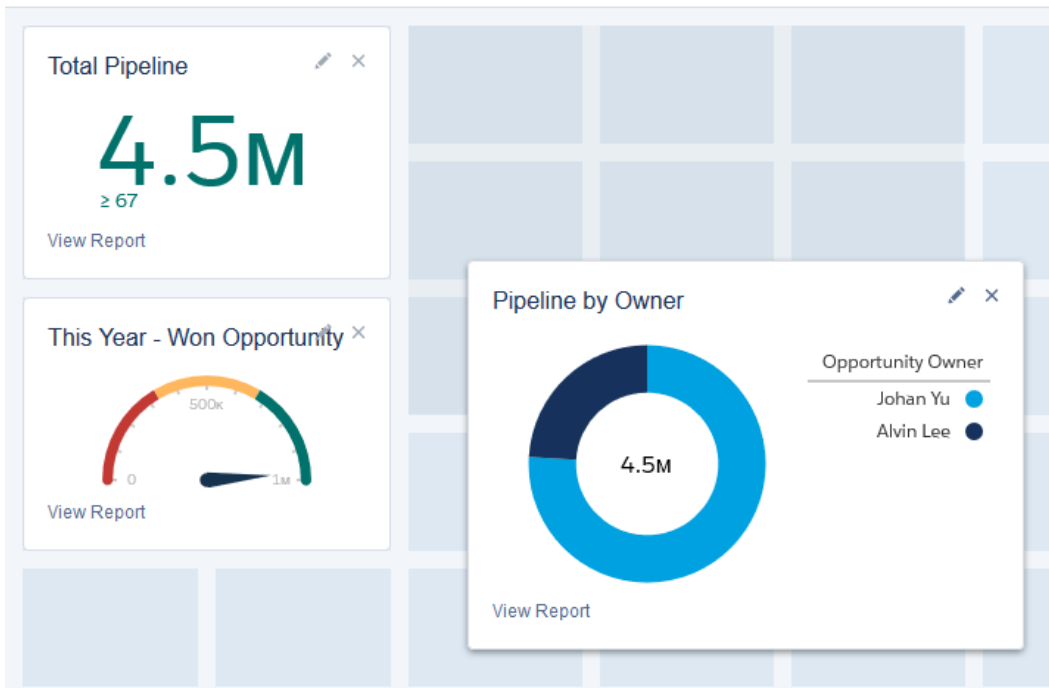 Total Pipeline
4.5M
≥ 67
View Report
This Year - Won Opportunity
500K
0
1M
View Report
Pipeline by Owner
Opportunity Owner
Johan Yu
Alvin Lee
4.5M
View Report